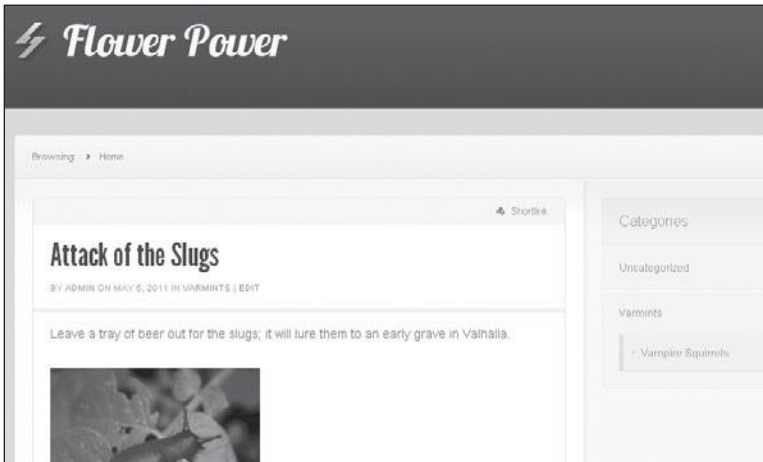 Flower Power
Browsing: > Home
Shortlink
Attack of the Slugs
BY ADMIN ON MAY 5, 2011 IN VARMINTS | EDIT
Leave a tray of beer out for the slugs; it will lure them to an early grave in Valhalla.
Categories
Uncategorized
Varmints
Vampire Squirrels